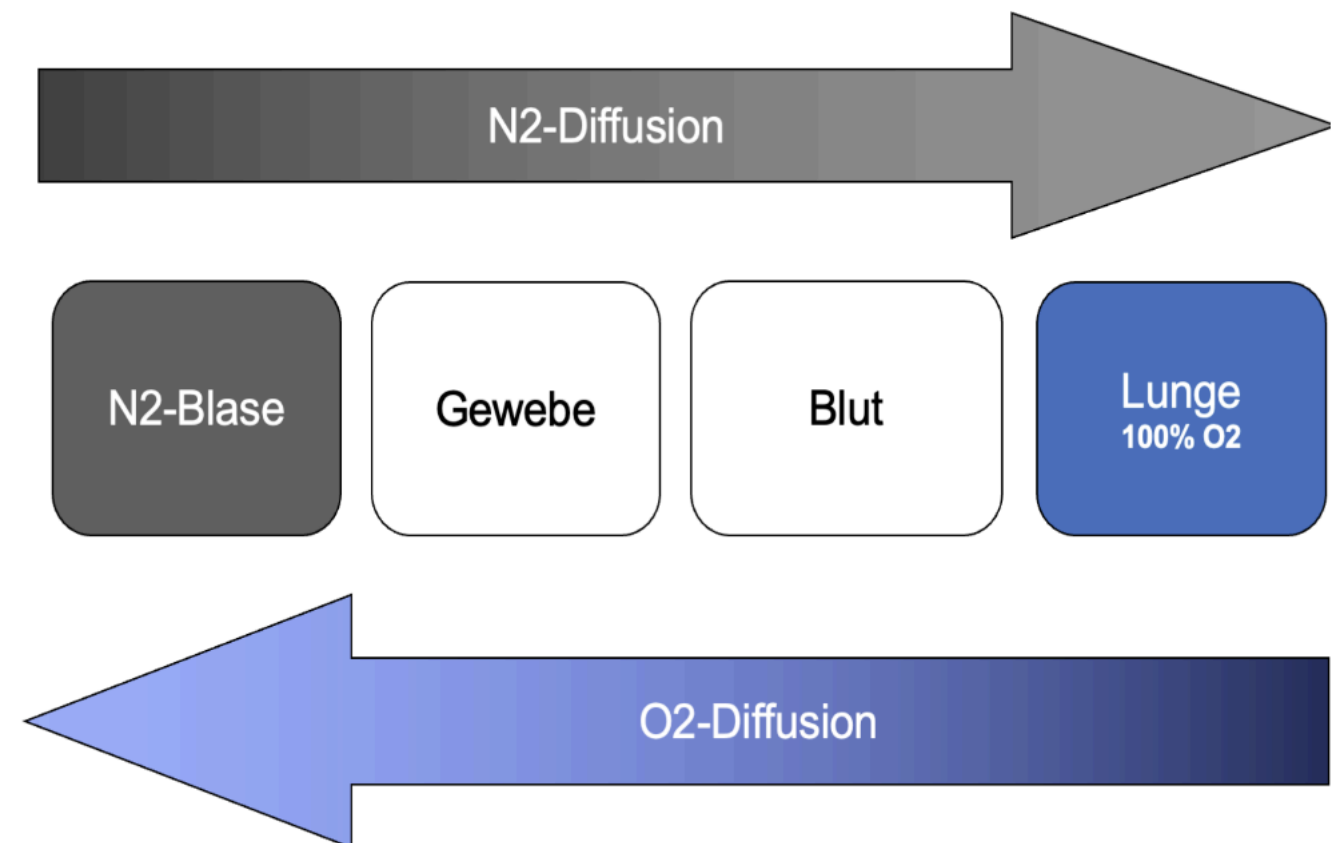 N2-Diffusion
N2-Blase
Gewebe
Blut
Lunge
100% O2
O2-Diffusion